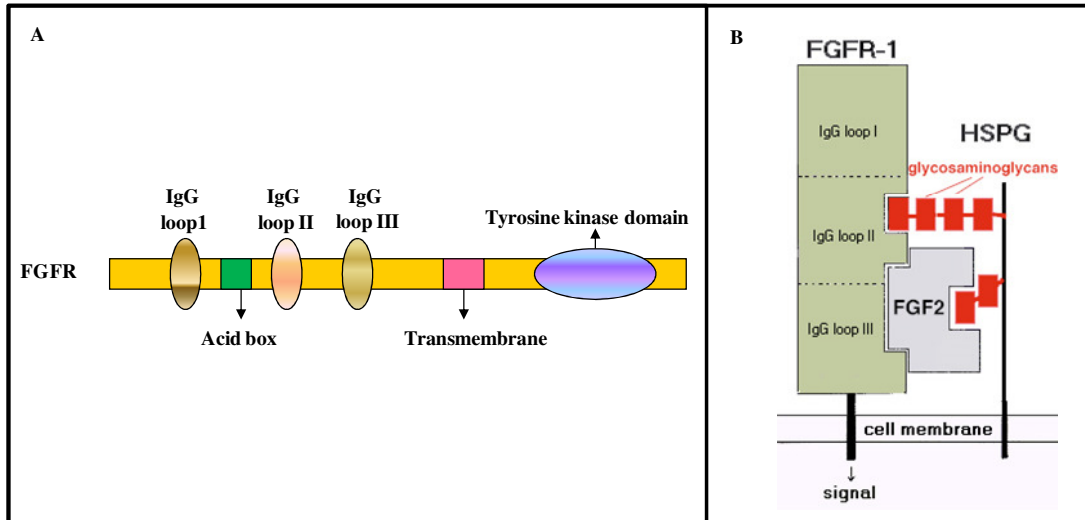 A
IgG
loop1
IgG
loop II
IgG
loop III
Tyrosine kinase domain
FGFR
Acid box
Transmembrane
B
FGFR-1
IgG loop I
HSPG
glycosaminoglycans
IgG loop II
FGF2
IgG loop III
cell membrane
signal